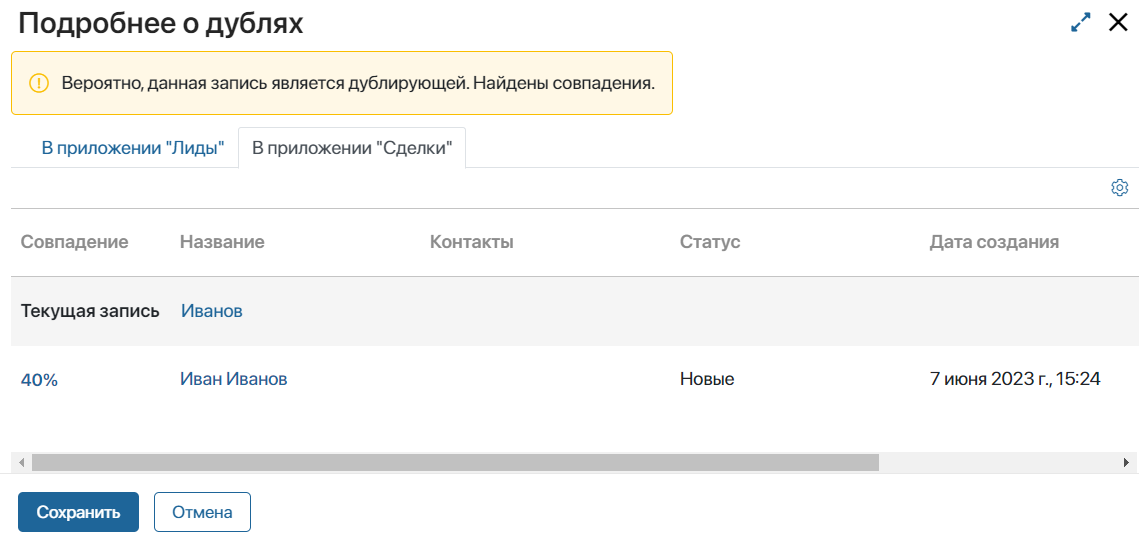 Подробнее о дублях
Вероятно, данная запись является дублирующей. Найдены совпадения.
В приложении "Лиды" В приложении "Сделки"
Совпадение Название Контакты Статус Дата создания
Текущая запись Иванов
40% Иван Иванов Новые 7 июня 2023 г., 15:24
Сохранить Отмена